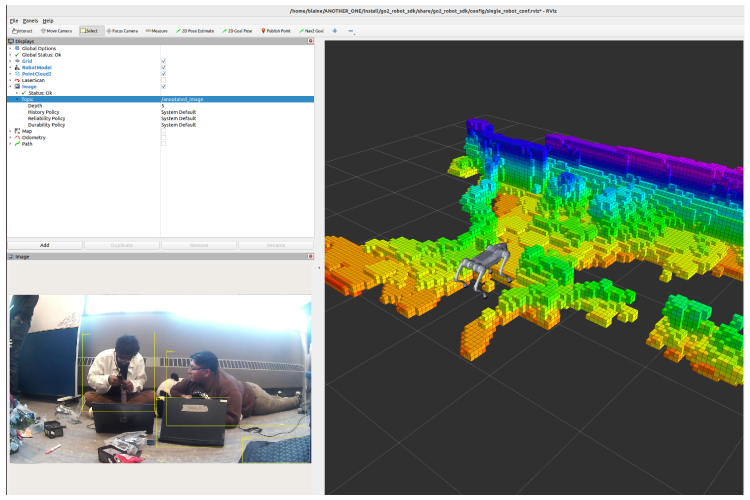 /home/blaine/ANOTHER_ONE/install/go2_robot_sdk/share/go2_robot_sdk/config/single_robot_conf.rviz* - RViz
File Panels Help
Interact Move Camera Select Focus Camera Measure 2D Pose Estimate 2D Goal Pose Publish Point Nav2 Goal
Displays
Global Options
Global Status: Ok
Grid
RobotModel
PointCloud2
LaserScan
Image
Status: Ok
Topic /annotated_image
Depth 5
History Policy System Default
Reliability Policy System Default
Durability Policy System Default
Map
Odometry
Path
Add Duplicate Remove Rename
Image